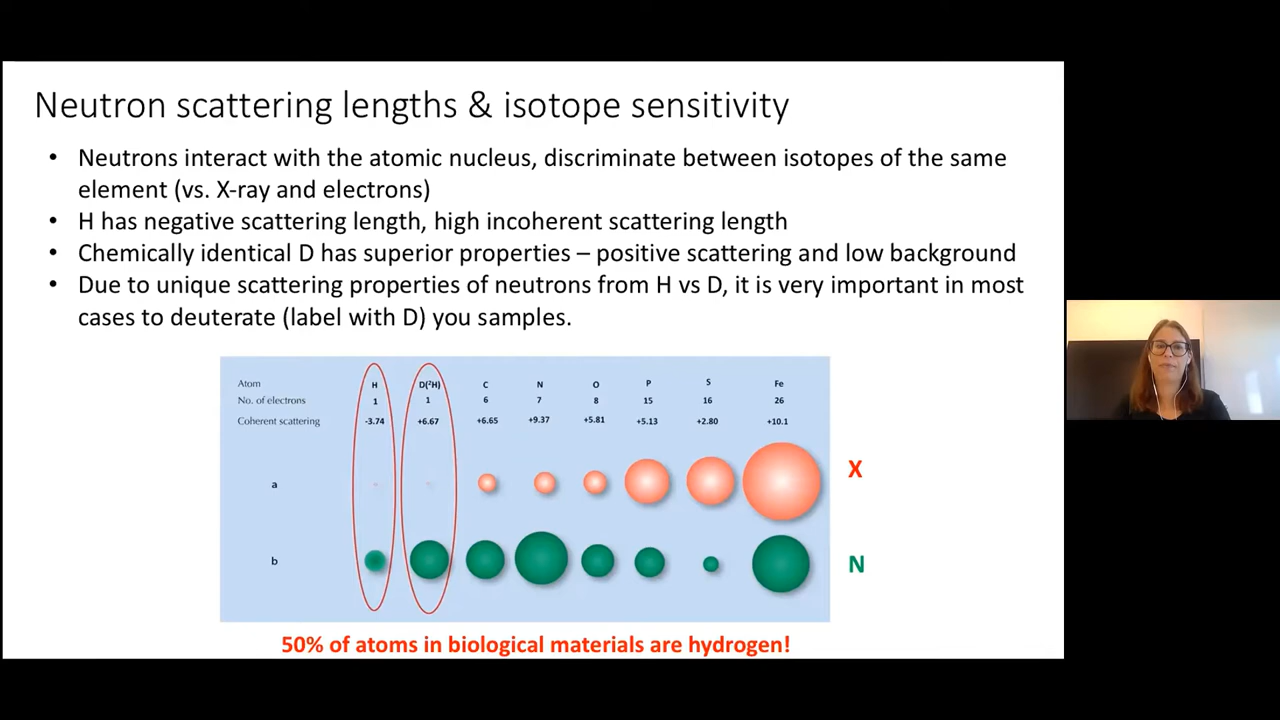 Neutron scattering lengths & isotope sensitivity
• Neutrons interact with the atomic nucleus, discriminate between isotopes of the same
element (vs. X-ray and electrons)
• H has negative scattering length, high incoherent scattering length
• Chemically identical D has superior properties – positive scattering and low background
• Due to unique scattering properties of neutrons from H vs D, it is very important in most
cases to deuterate (label with D) you samples.
Atom H D(²H) C N O P S Fe
No. of electrons 1 1 6 7 8 15 16 26
Coherent scattering -3.74 +6.67 +6.65 +9.37 +5.81 +5.13 +2.80 +10.1
a X
b N
50% of atoms in biological materials are hydrogen!